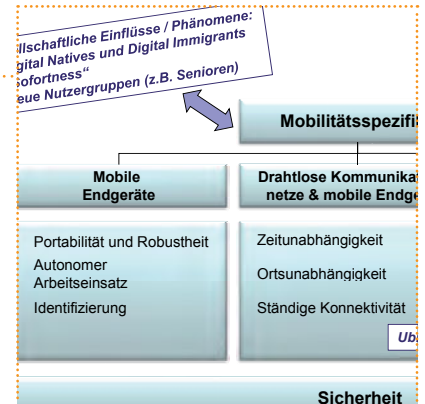 llschaftliche Einflüsse / Phänomene:
gital Natives und Digital Immigrants
ofortness“
eue Nutzergruppen (z.B. Senioren)
Mobilitätsspezifi
Mobile
Endgeräte
Drahtlose Kommunika
netze & mobile Endge
Portabilität und Robustheit
Autonomer
Arbeitseinsatz
Identifizierung
Zeitunabhängigkeit
Ortsunabhängigkeit
Ständige Konnektivität
Ub
Sicherheit